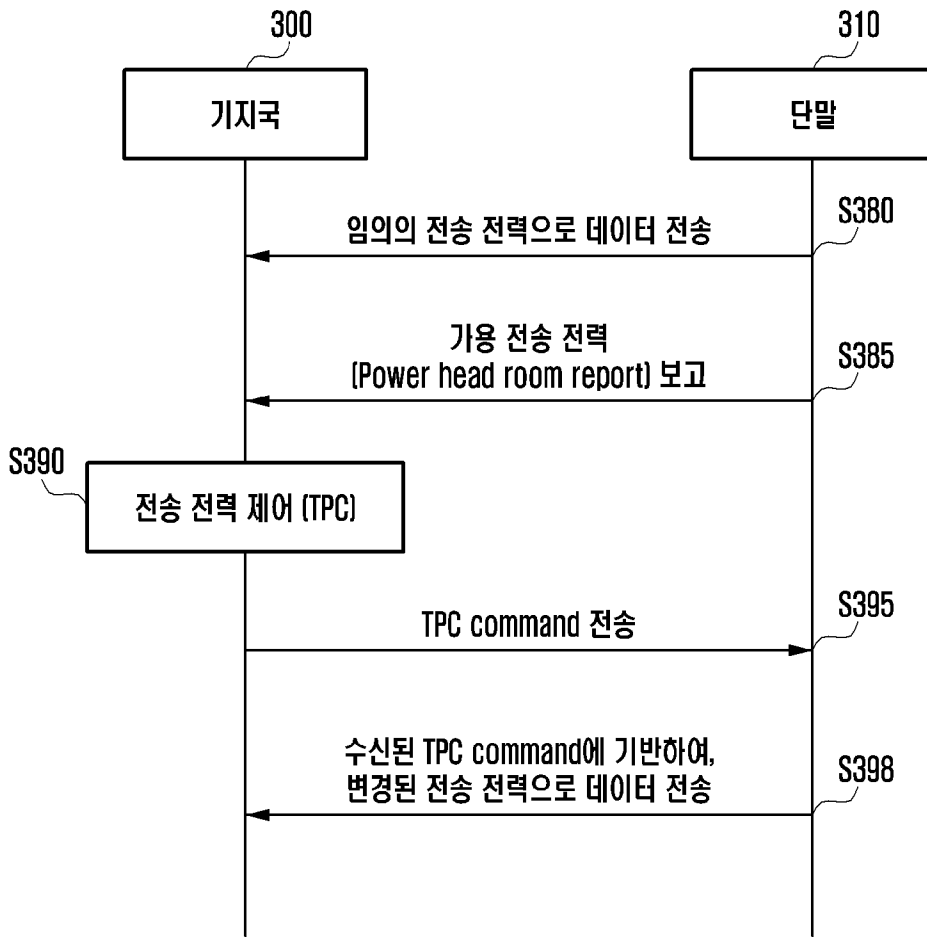 300
310
기지국
단말
S380
임의의 전송 전력으로 데이터 전송
가용 전송 전력
(Power head room report) 보고
S385
S390
전송 전력 제어 (TPC)
S395
TPC command 전송
수신된 TPC command에 기반하여,
변경된 전송 전력으로 데이터 전송
S398